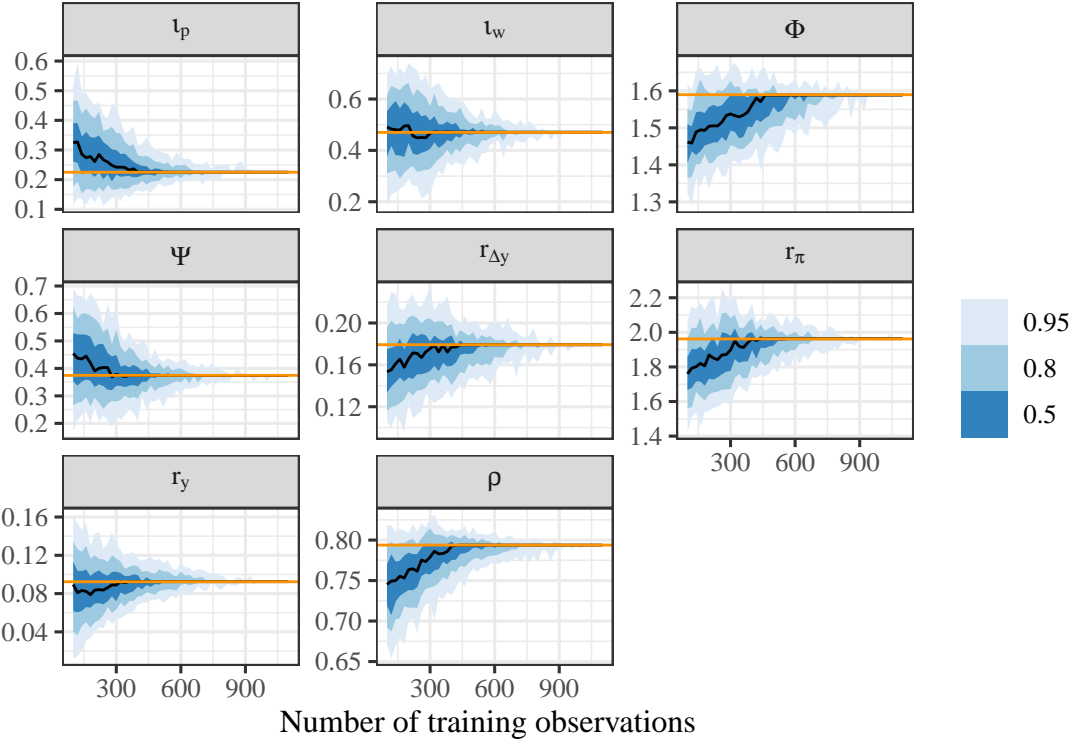 ι_p ι_w Φ
0.6 0.5 0.4 0.3 0.2 0.1
0.6 0.4 0.2
1.6 1.5 1.4 1.3
Ψ r_Δy r_π
0.7 0.6 0.5 0.4 0.3 0.2
0.20 0.16 0.12
2.2 2.0 1.8 1.6 1.4
300 600 900
0.95
0.8
0.5
r_y ρ
0.16 0.12 0.08 0.04
0.80 0.75 0.70 0.65
300 600 900 300 600 900
Number of training observations